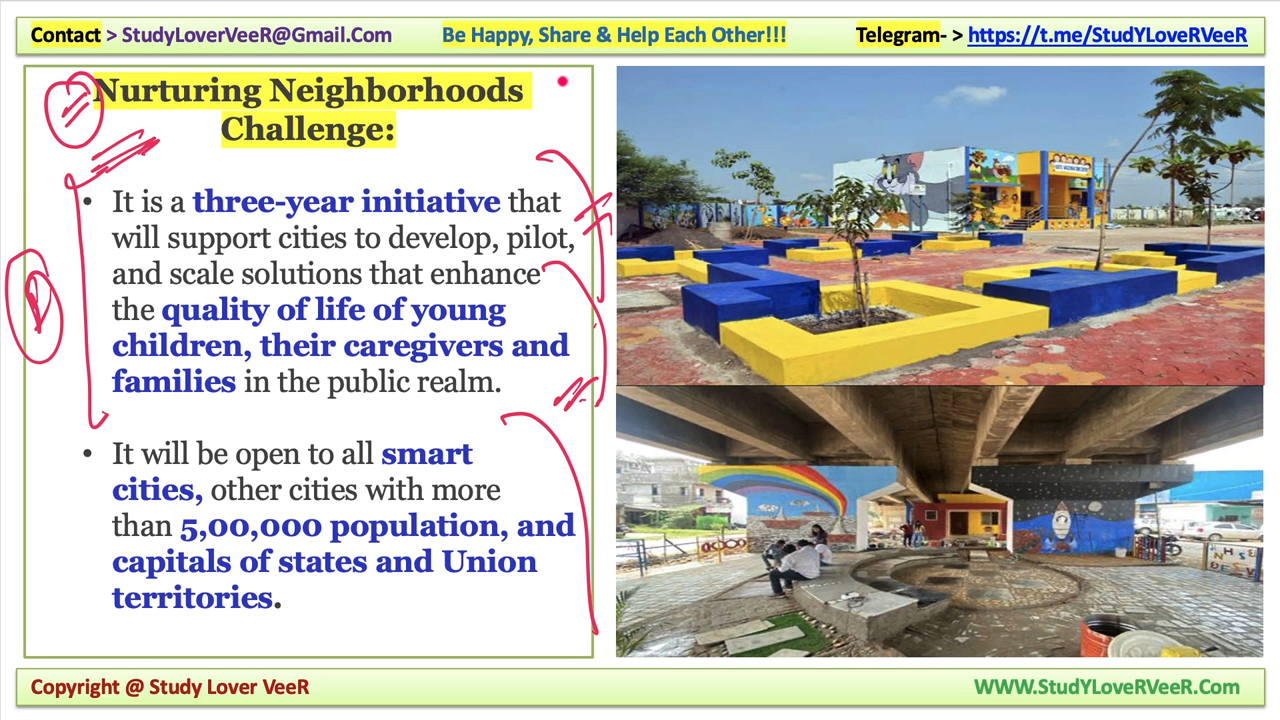 Contact > StudyLoverVeeR@Gmail.Com Be Happy, Share & Help Each Other!!! Telegram- > https://t.me/StudYLoveRVeeR
Nurturing Neighborhoods
Challenge:
• It is a three-year initiative that
will support cities to develop, pilot,
and scale solutions that enhance
the quality of life of young
children, their caregivers and
families in the public realm.
• It will be open to all smart
cities, other cities with more
than 5,00,000 population, and
capitals of states and Union
territories.
Copyright @ Study Lover VeeR WWW.StudYLoveRVeeR.Com